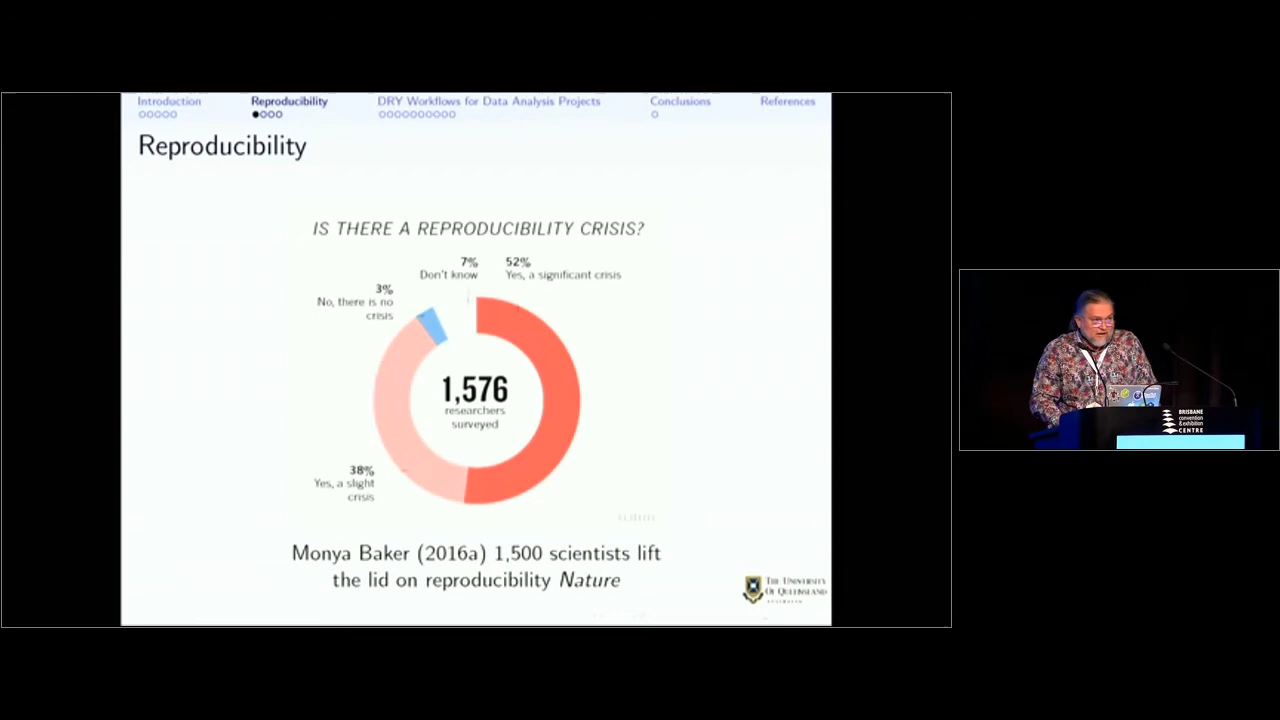 Introduction
Reproducibility
DRY Workflows for Data Analysis Projects
Conclusions
References
Reproducibility
IS THERE A REPRODUCIBILITY CRISIS?
7%
Don't know
52%
Yes, a significant crisis
3%
No, there is no
crisis
1,576
researchers
surveyed
38%
Yes, a slight
crisis
Monya Baker (2016a) 1,500 scientists lift
the lid on reproducibility Nature
THE UNIVERSITY
OF QUEENSLAND
AUSTRALIA
BRISBANE
convention
& exhibition
CENTRE